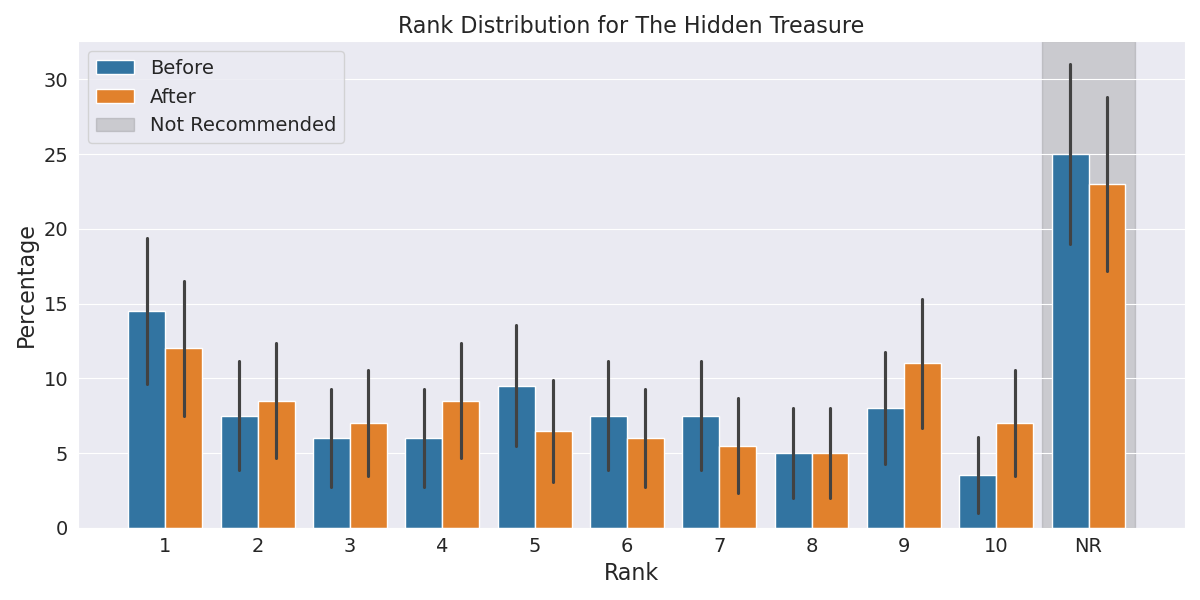 Rank Distribution for The Hidden Treasure
Before
After
Not Recommended
Percentage
30
25
20
15
10
5
0
1 2 3 4 5 6 7 8 9 10 NR
Rank